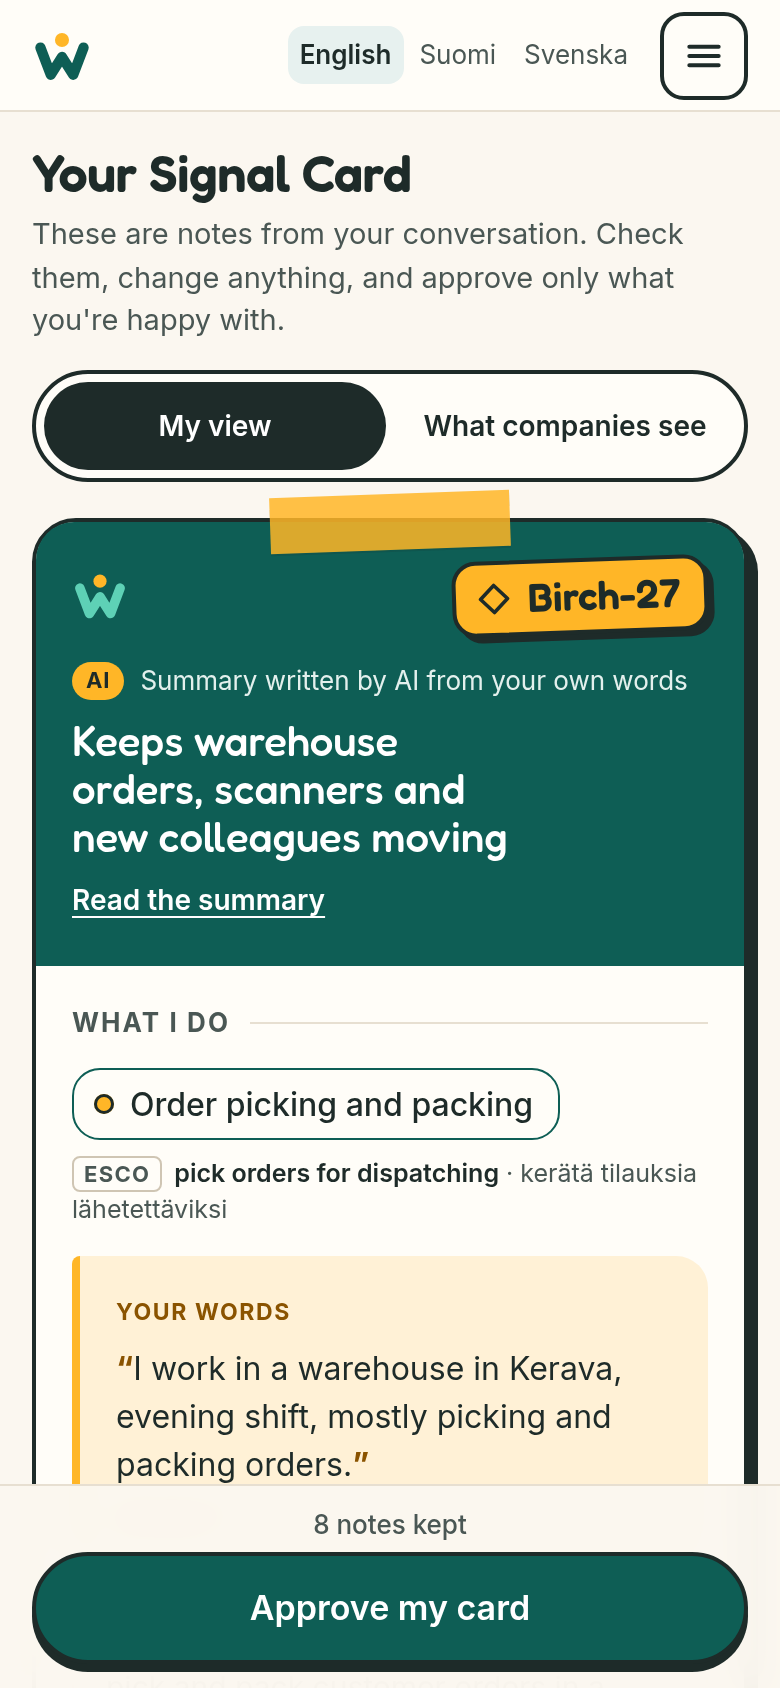 English Suomi Svenska
Your Signal Card
These are notes from your conversation. Check
them, change anything, and approve only what
you're happy with.
My view What companies see
Birch-27
AI Summary written by AI from your own words
Keeps warehouse
orders, scanners and
new colleagues moving
Read the summary
WHAT I DO
Order picking and packing
ESCO pick orders for dispatching · kerätä tilauksia
lähetettäviksi
YOUR WORDS
“I work in a warehouse in Kerava,
evening shift, mostly picking and
packing orders.”
8 notes kept
Approve my card